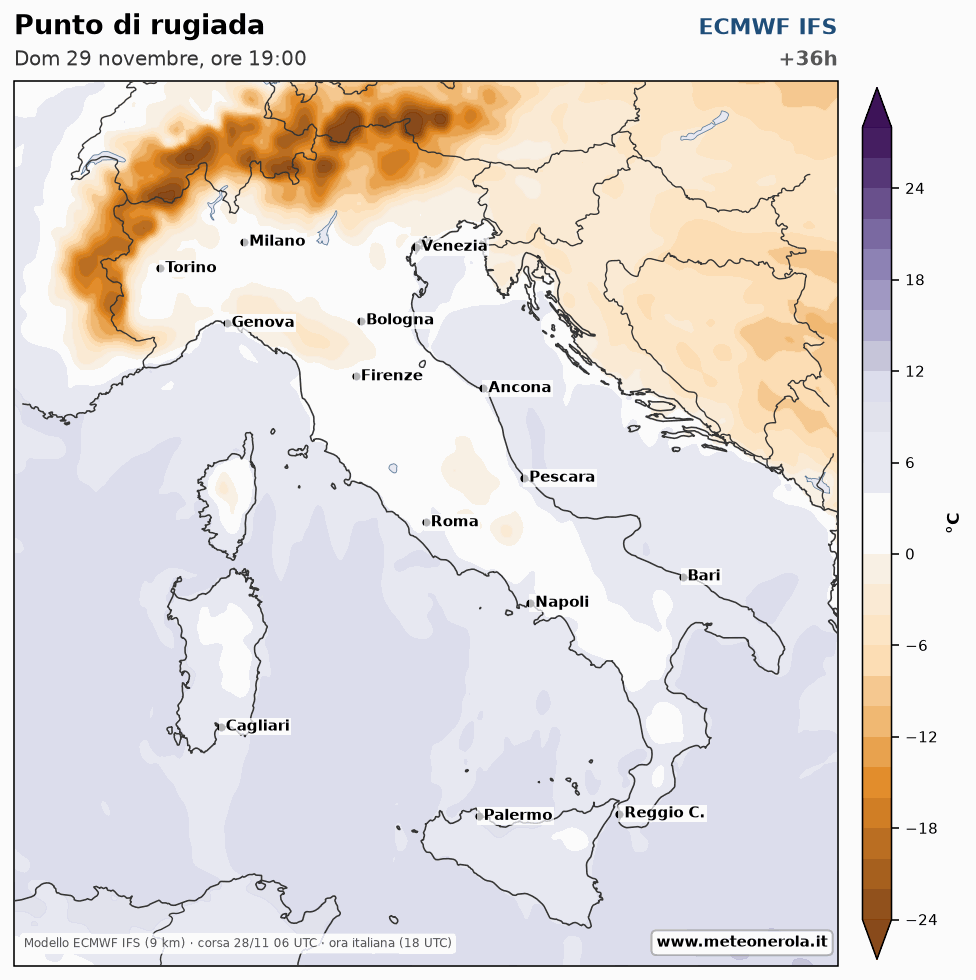 Punto di rugiada
ECMWF IFS
Dom 29 novembre, ore 19:00
+36h
24
18
12
6
0
−6
−12
−18
−24
°C
Milano
Venezia
Torino
Genova
Bologna
Firenze
Ancona
Pescara
Roma
Bari
Napoli
Cagliari
Palermo
Reggio C.
Modello ECMWF IFS (9 km) · corsa 28/11 06 UTC · ora italiana (18 UTC)
www.meteonerola.it